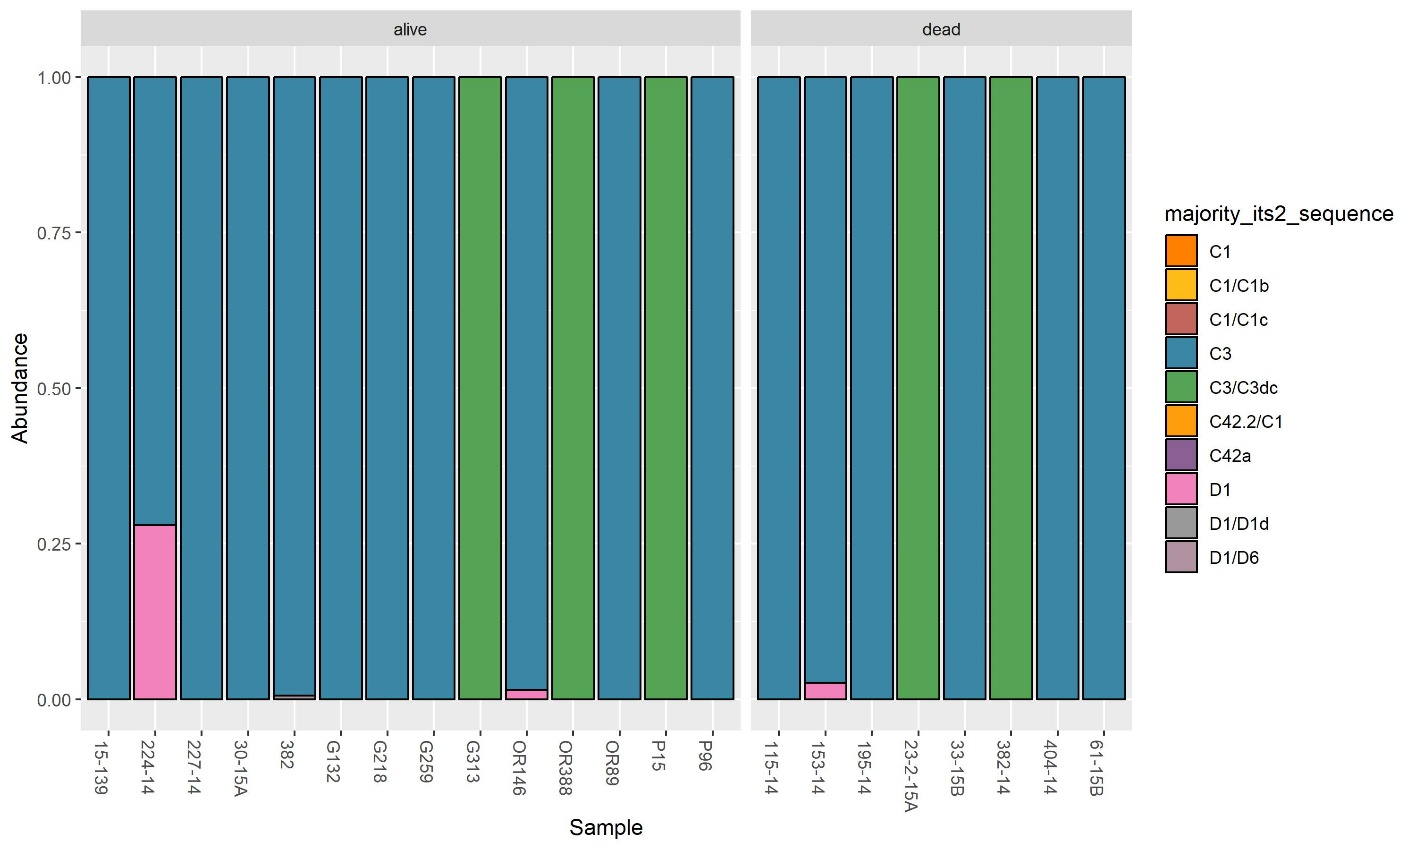 alive
dead
1.00
0.75
0.50
0.25
0.00
Abundance
15-139
224-14
227-14
30-15A
382
G132
G218
G259
G313
OR146
OR388
OR89
P15
P96
115-14
153-14
195-14
23-2-15A
33-15B
382-14
404-14
61-15B
Sample
majority_its2_sequence
C1
C1/C1b
C1/C1c
C3
C3/C3dc
C42.2/C1
C42a
D1
D1/D1d
D1/D6